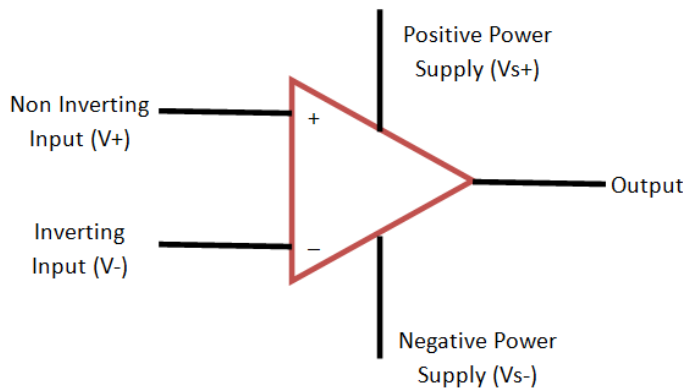 Positive Power
Supply (Vs+)
Non Inverting
Input (V+)
+
Output
Inverting
Input (V-)
–
Negative Power
Supply (Vs-)